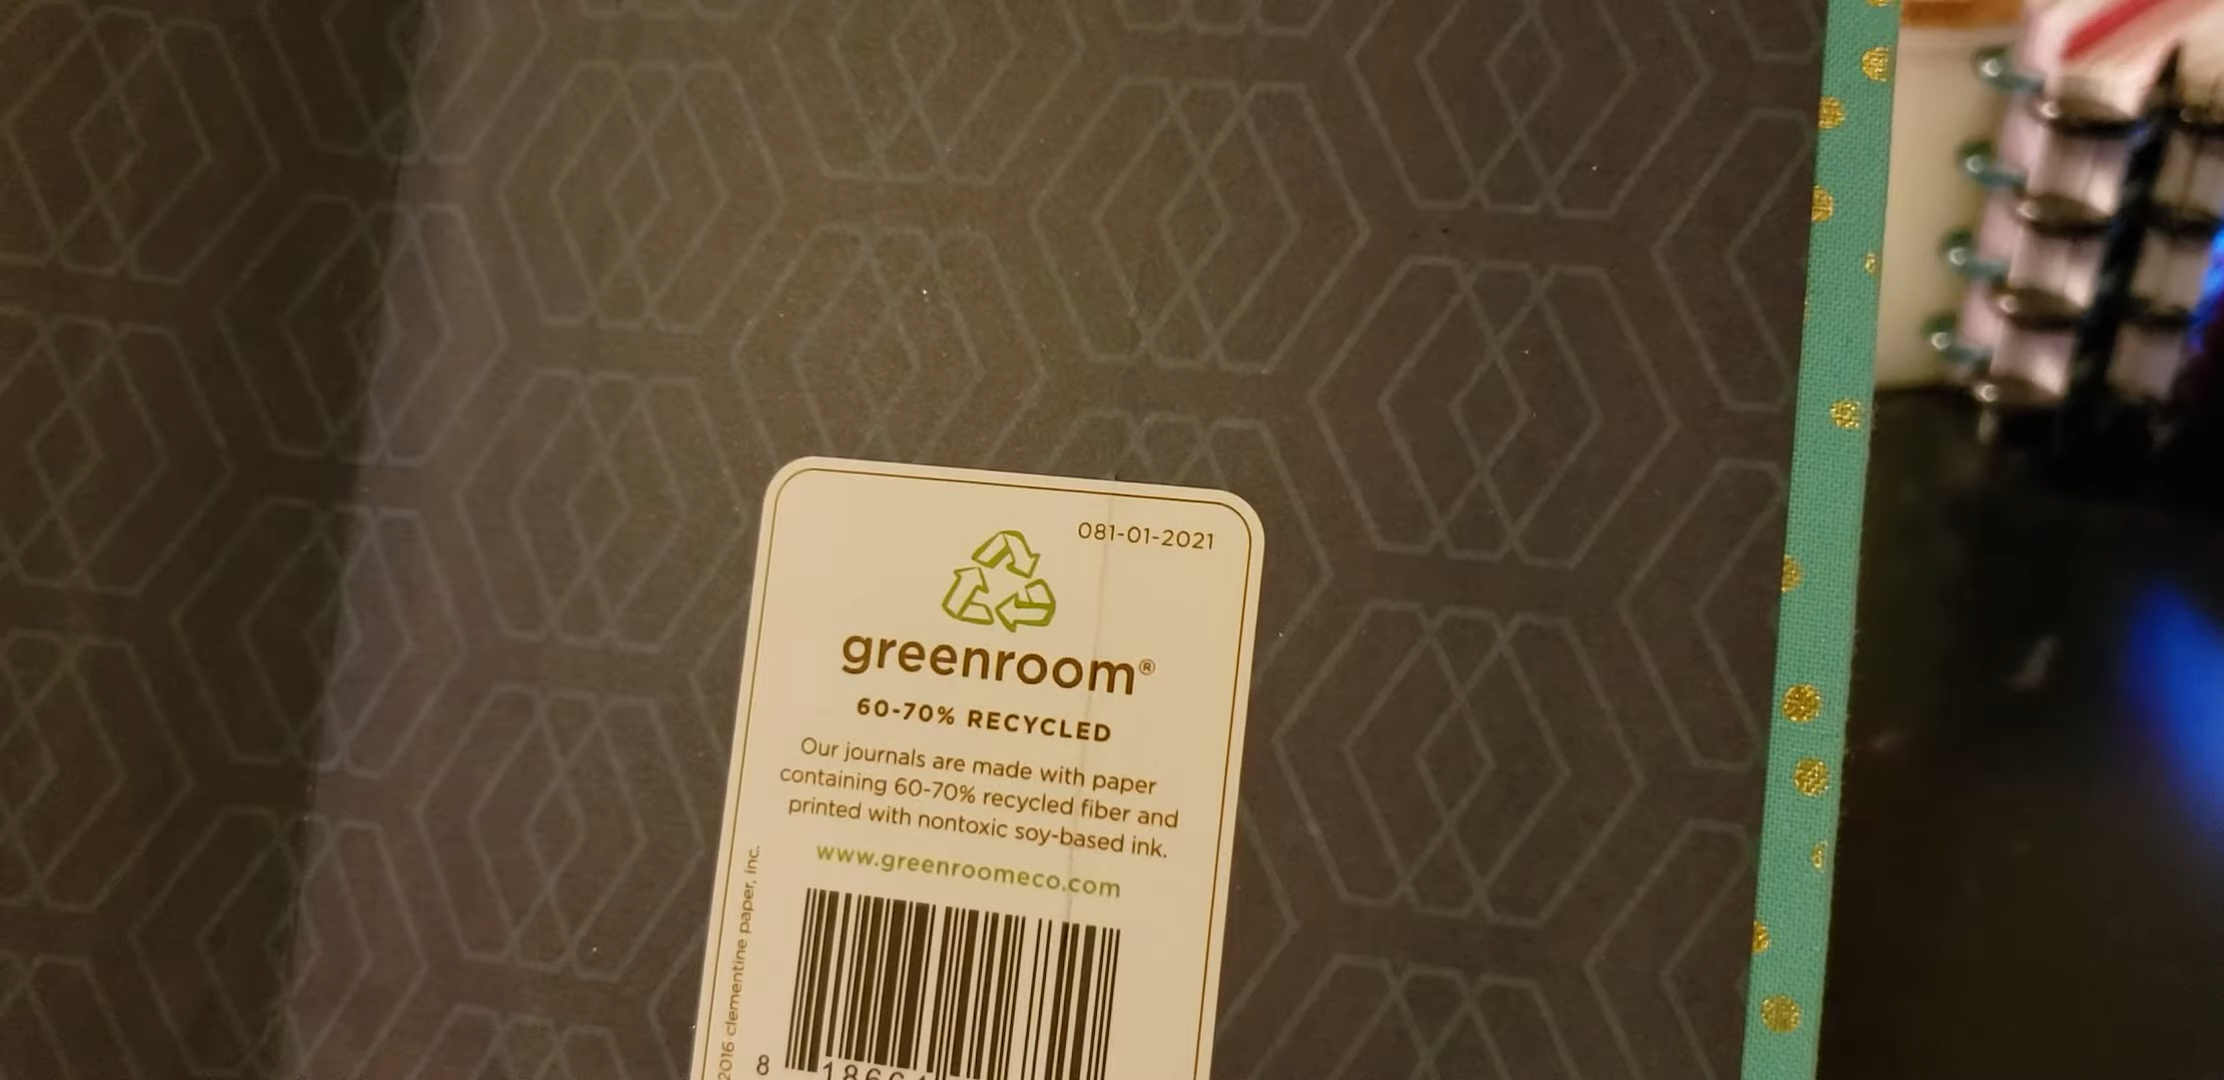 081-01-2021
greenroom®
60-70% RECYCLED
Our journals are made with paper
containing 60-70% recycled fiber and
printed with nontoxic soy-based ink.
www.greenroomeco.com
2016 clementine paper, inc.
8